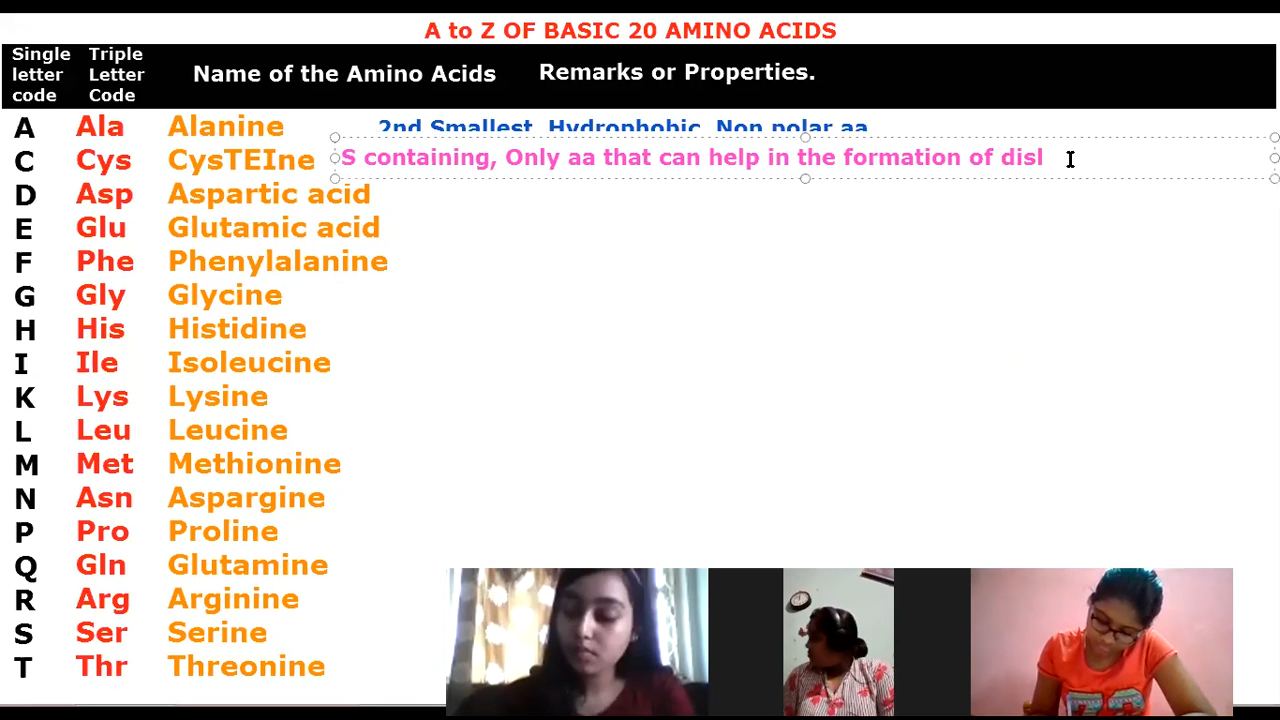 A to Z OF BASIC 20 AMINO ACIDS
Single letter code Triple Letter Code Name of the Amino Acids Remarks or Properties.
A Ala Alanine 2nd Smallest, Hydrophobic, Non polar aa
C Cys CysTEIne S containing, Only aa that can help in the formation of disl
D Asp Aspartic acid
E Glu Glutamic acid
F Phe Phenylalanine
G Gly Glycine
H His Histidine
I Ile Isoleucine
K Lys Lysine
L Leu Leucine
M Met Methionine
N Asn Aspargine
P Pro Proline
Q Gln Glutamine
R Arg Arginine
S Ser Serine
T Thr Threonine